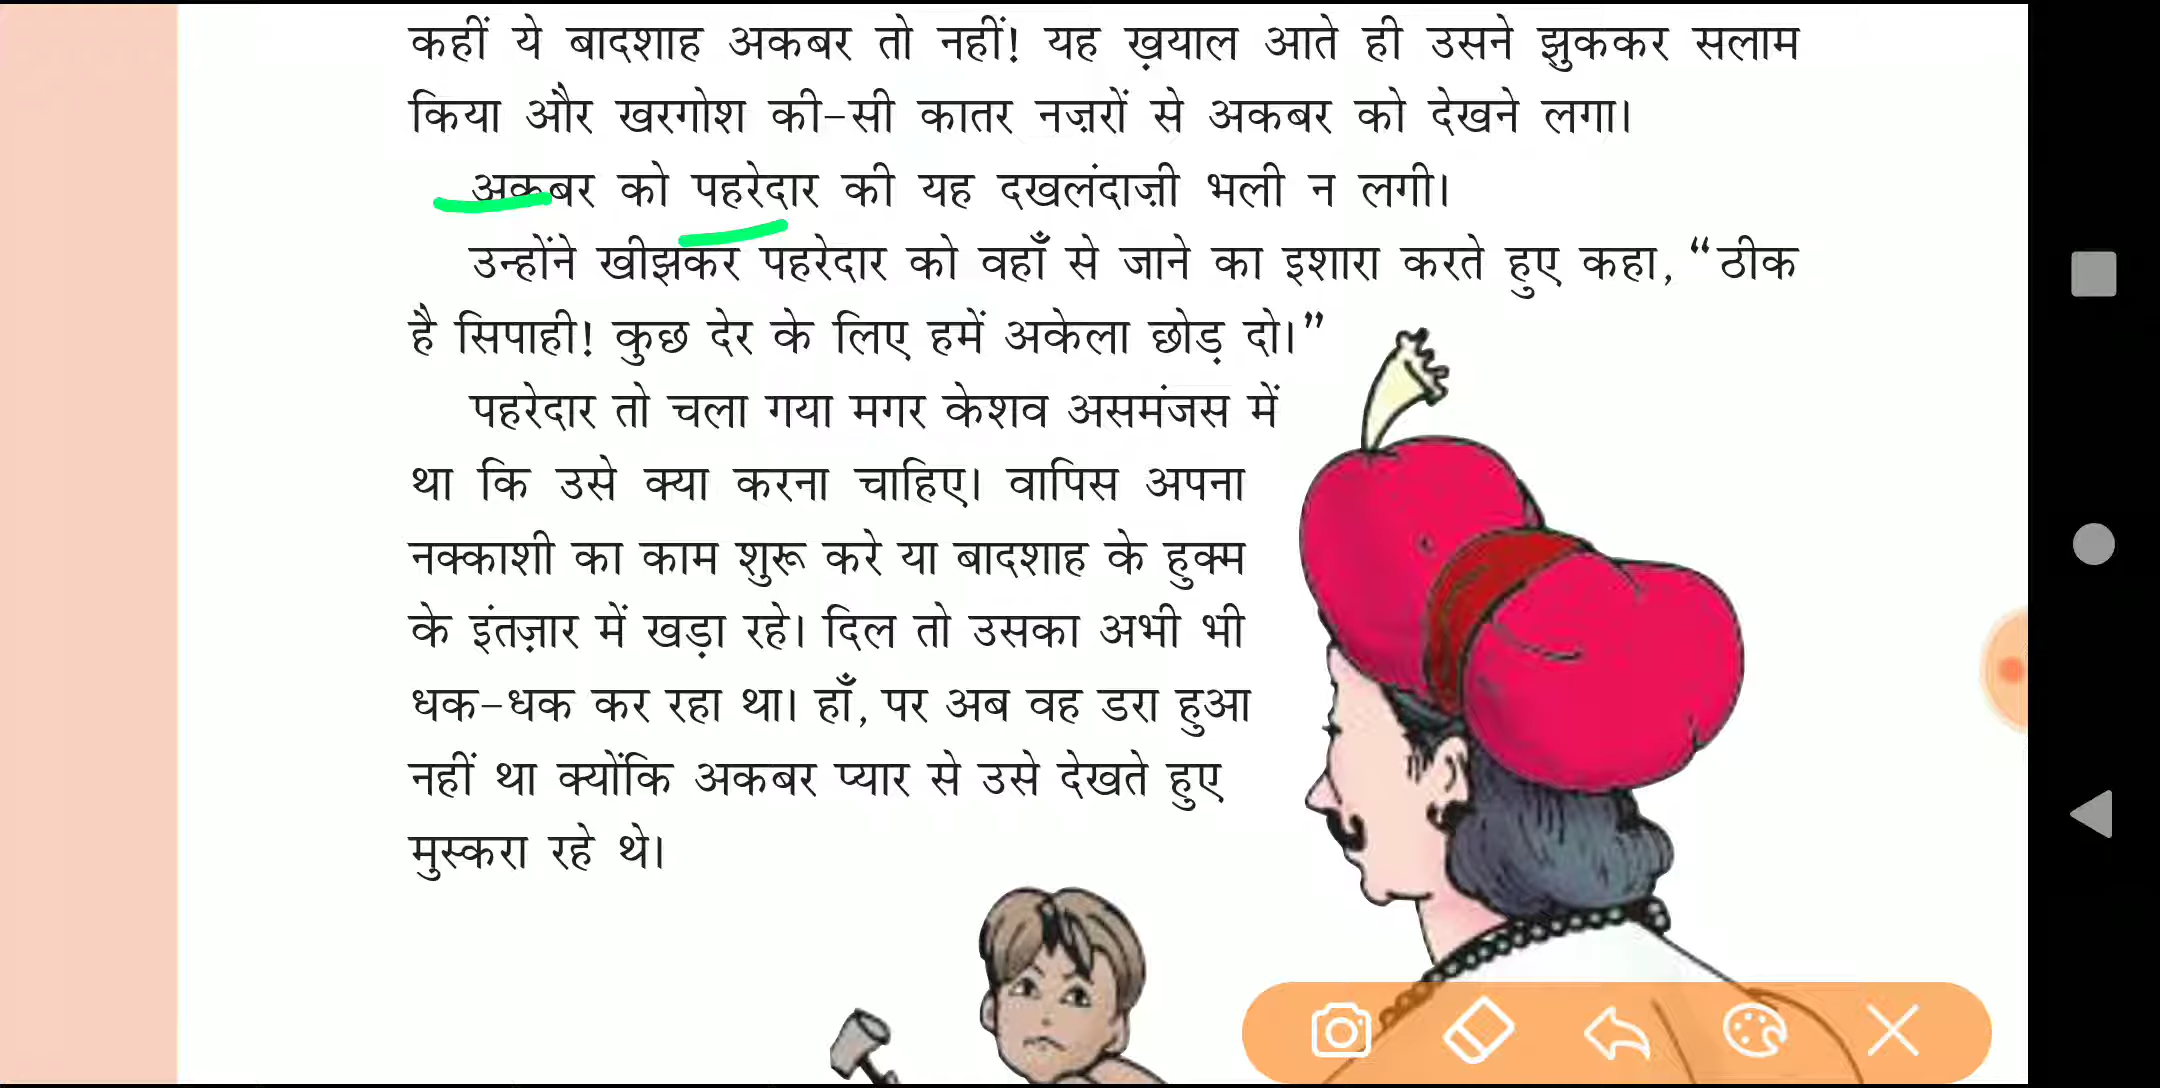 कहीं ये बादशाह अकबर तो नहीं! यह ख़याल आते ही उसने झुककर सलाम
किया और खरगोश की-सी कातर नज़रों से अकबर को देखने लगा।
अकबर को पहरेदार की यह दखलंदाज़ी भली न लगी।
उन्होंने खीझकर पहरेदार को वहाँ से जाने का इशारा करते हुए कहा, “ठीक
है सिपाही! कुछ देर के लिए हमें अकेला छोड़ दो।”
पहरेदार तो चला गया मगर केशव असमंजस में
था कि उसे क्या करना चाहिए। वापिस अपना
नक्काशी का काम शुरू करे या बादशाह के हुक्म
के इंतज़ार में खड़ा रहे। दिल तो उसका अभी भी
धक-धक कर रहा था। हाँ, पर अब वह डरा हुआ
नहीं था क्योंकि अकबर प्यार से उसे देखते हुए
मुस्करा रहे थे।